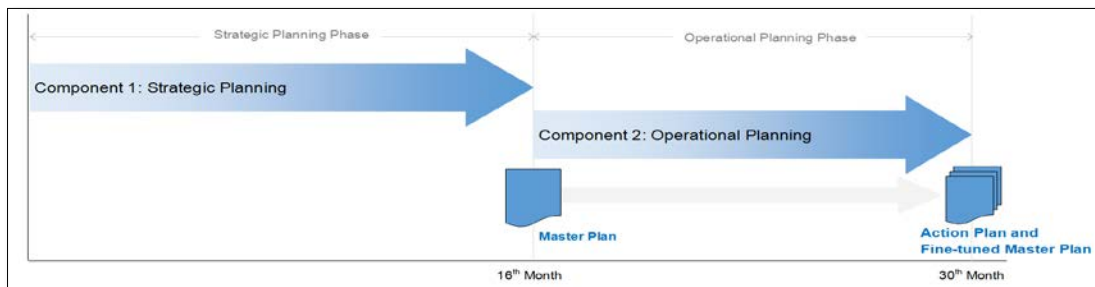 Strategic Planning Phase
Operational Planning Phase
Component 1: Strategic Planning
Component 2: Operational Planning
Master Plan
Action Plan and
Fine-tuned Master Plan
16th Month
30th Month